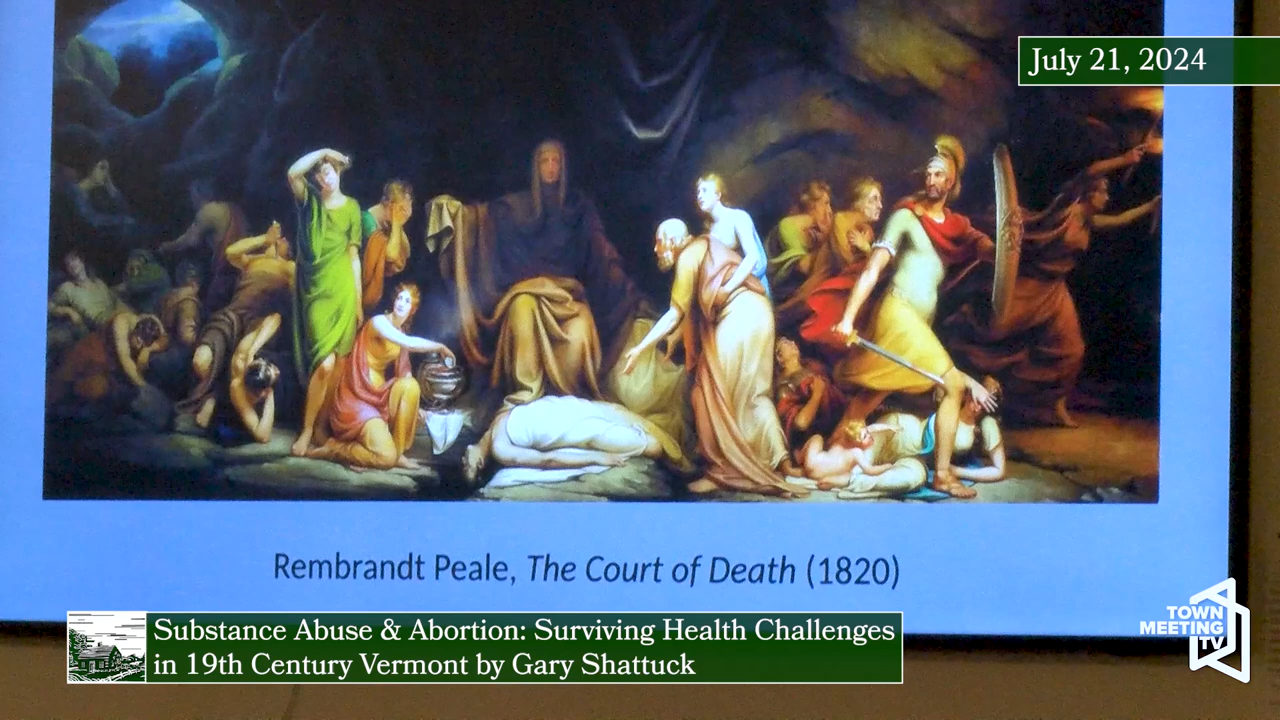 July 21, 2024
Rembrandt Peale, The Court of Death (1820)
Substance Abuse & Abortion: Surviving Health Challenges
in 19th Century Vermont by Gary Shattuck
TOWN
MEETING
TV